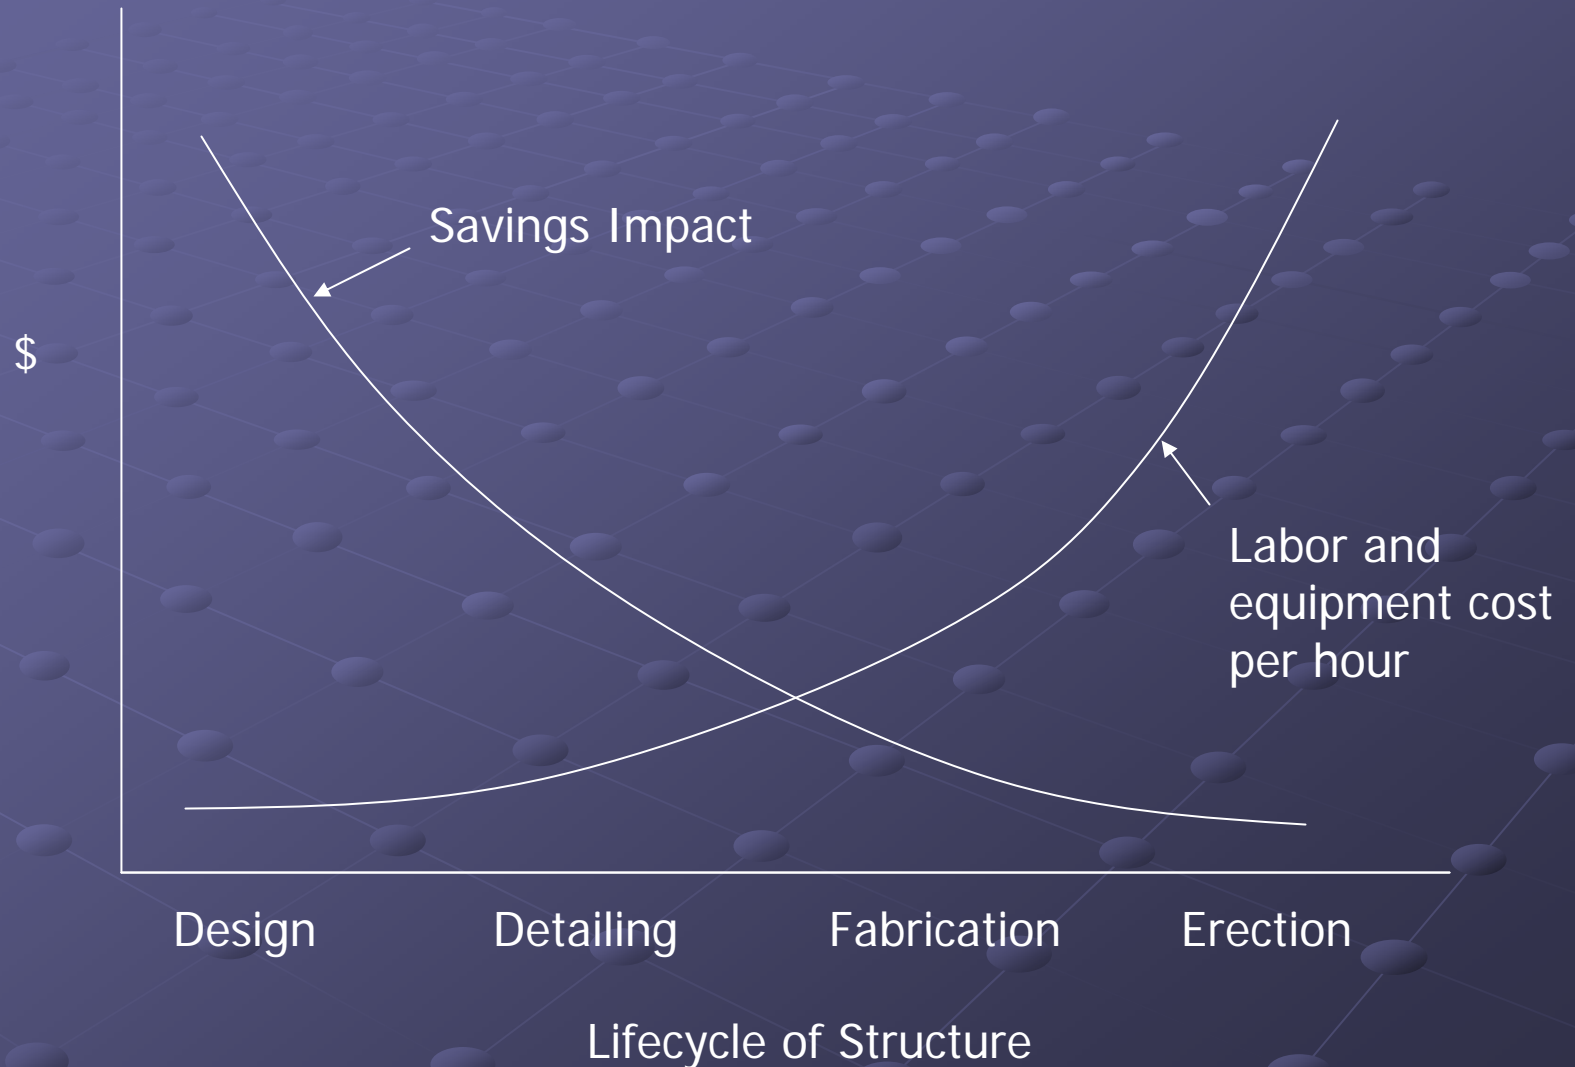 Savings Impact
$
Labor and
equipment cost
per hour
Design Detailing Fabrication Erection
Lifecycle of Structure